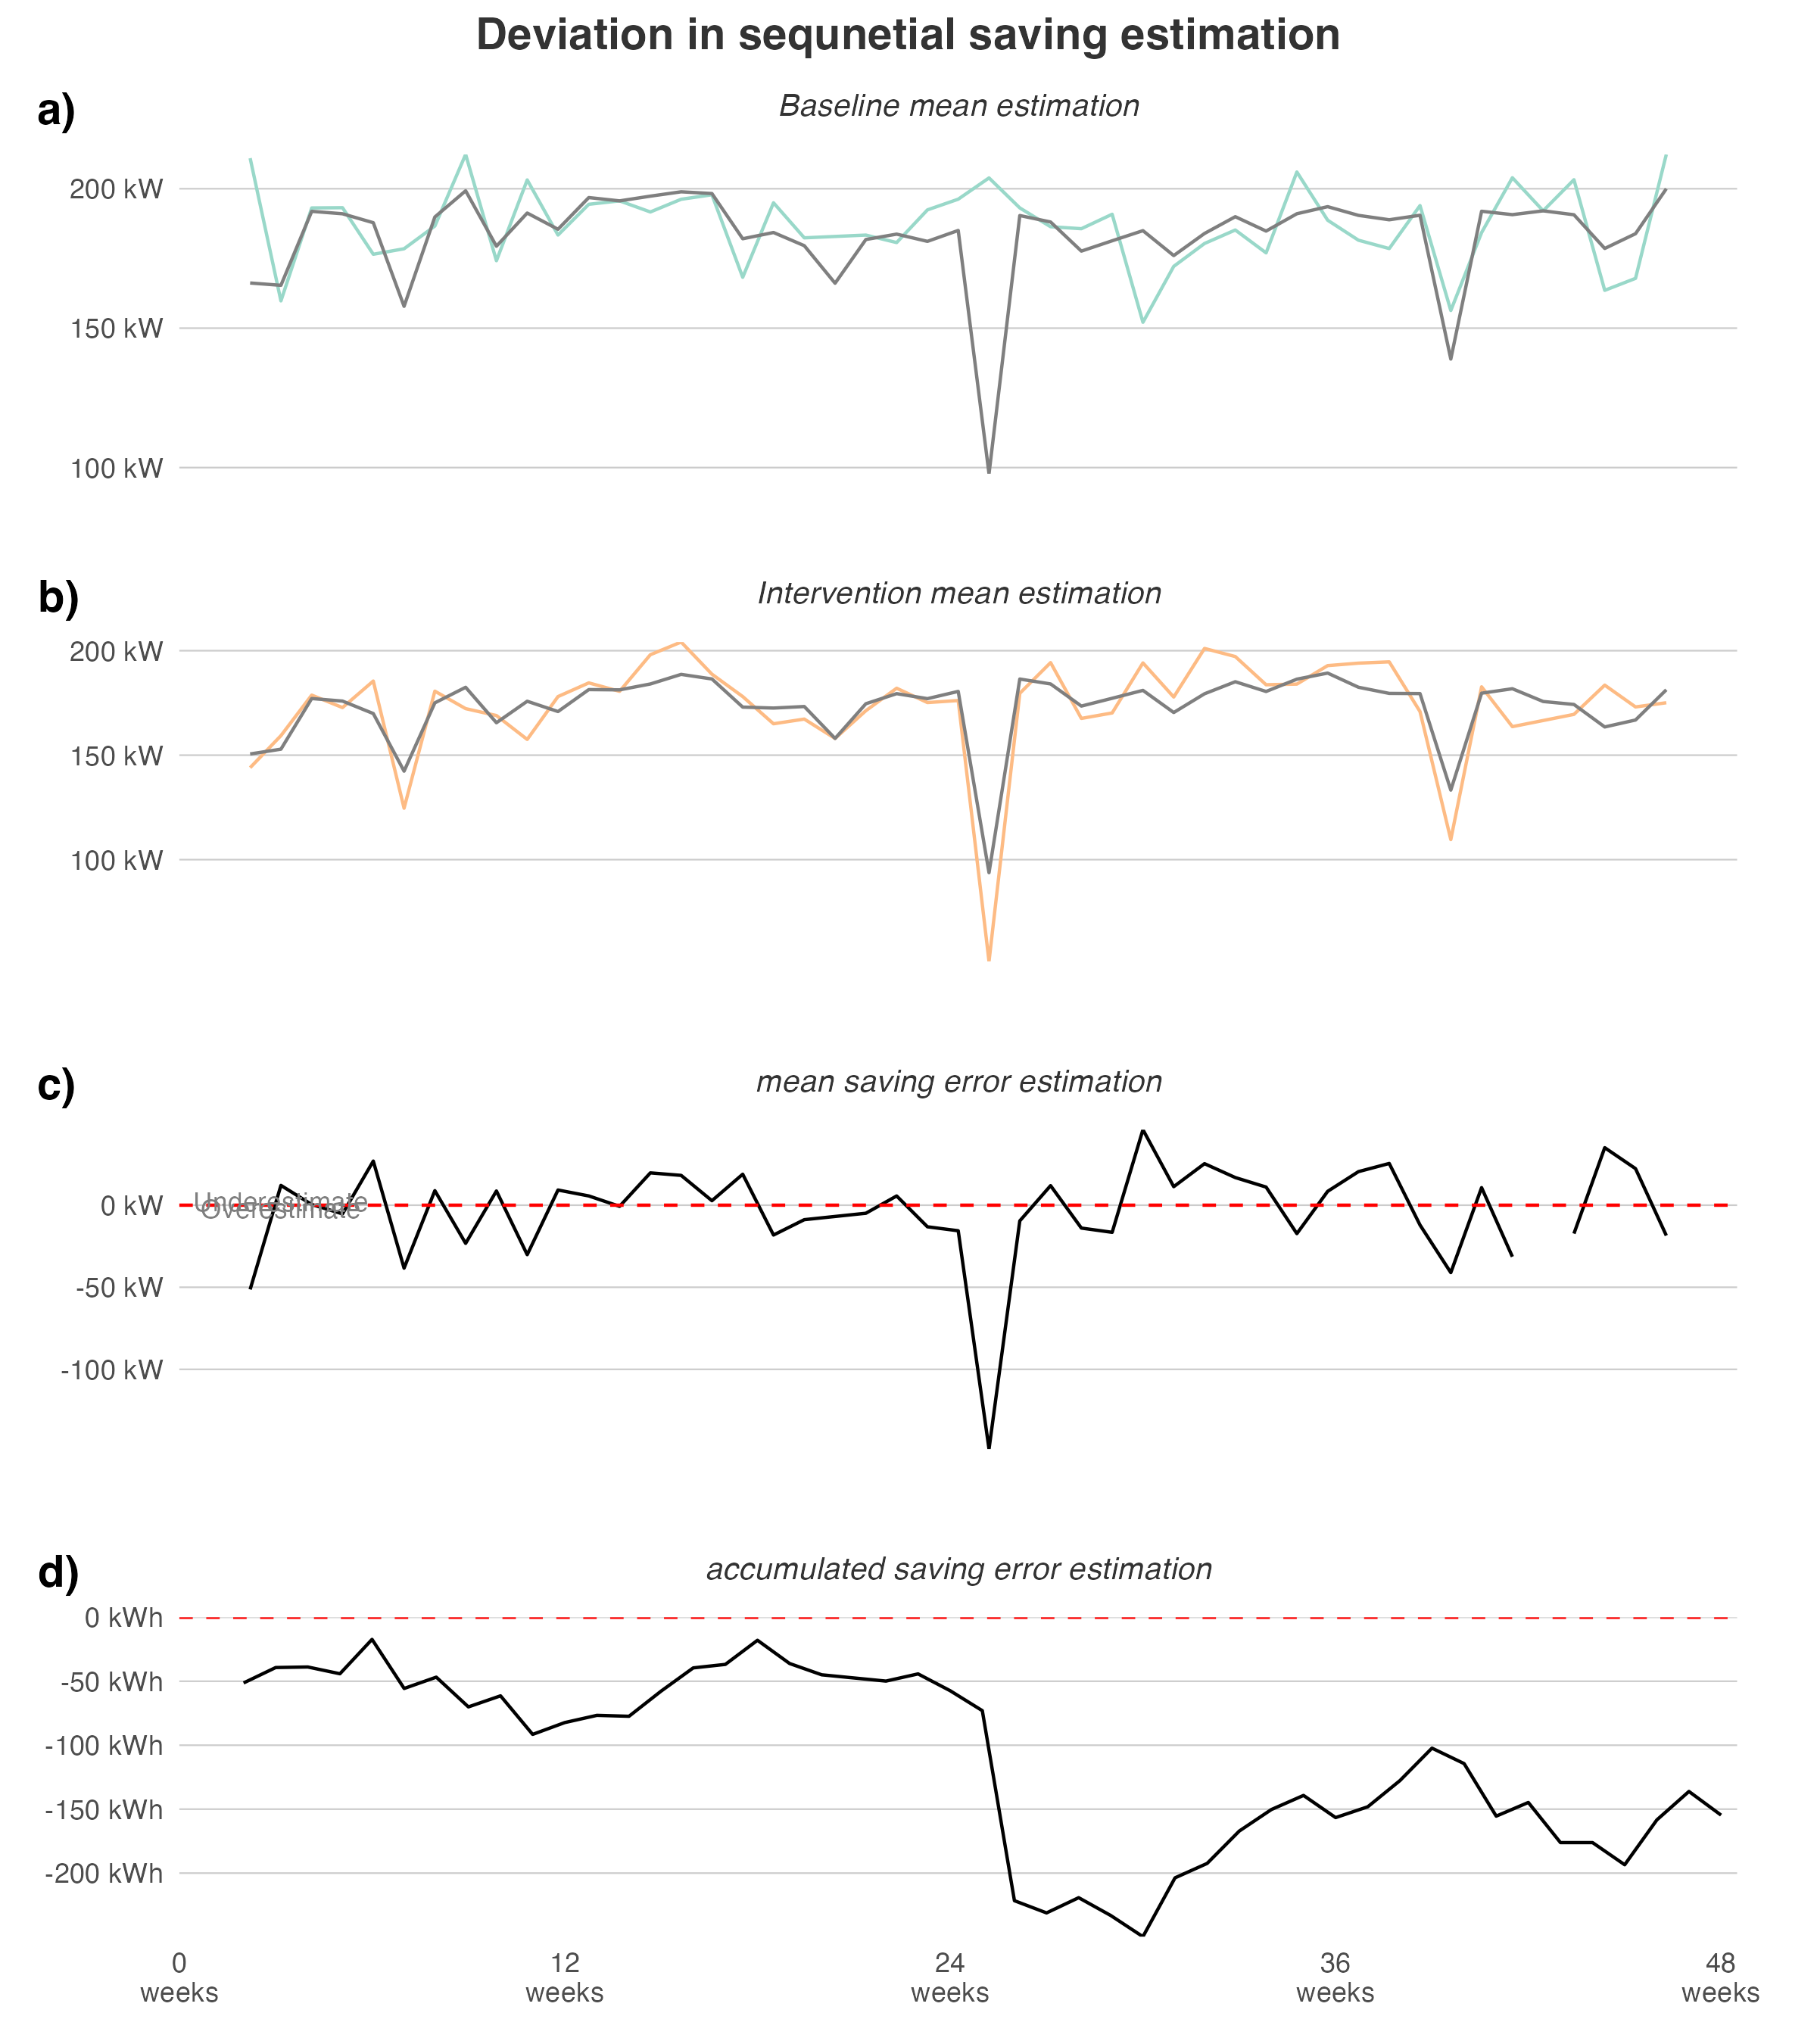 Deviation in sequnetial saving estimation
a)
Baseline mean estimation
200 kW
150 kW
100 kW
b)
Intervention mean estimation
200 kW
150 kW
100 kW
c)
mean saving error estimation
Underestimate
Overestimate
0 kW
-50 kW
-100 kW
d)
accumulated saving error estimation
0 kWh
-50 kWh
-100 kWh
-150 kWh
-200 kWh
0 12 24 36 48
weeks weeks weeks weeks weeks